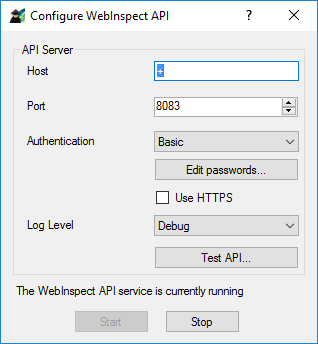 Configure WebInspect API
API Server
Host +
Port 8083
Authentication Basic
Edit passwords...
Use HTTPS
Log Level Debug
Test API...
The WebInspect API service is currently running
Start Stop